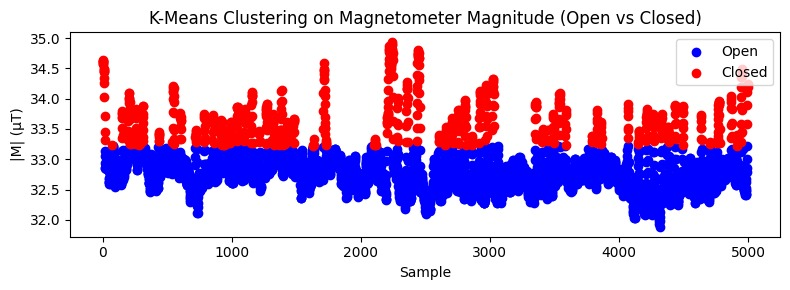 K-Means Clustering on Magnetometer Magnitude (Open vs Closed)
35.0
34.5
34.0
33.5
33.0
32.5
32.0
|M| (μT)
Open
Closed
0
1000
2000
3000
4000
5000
Sample